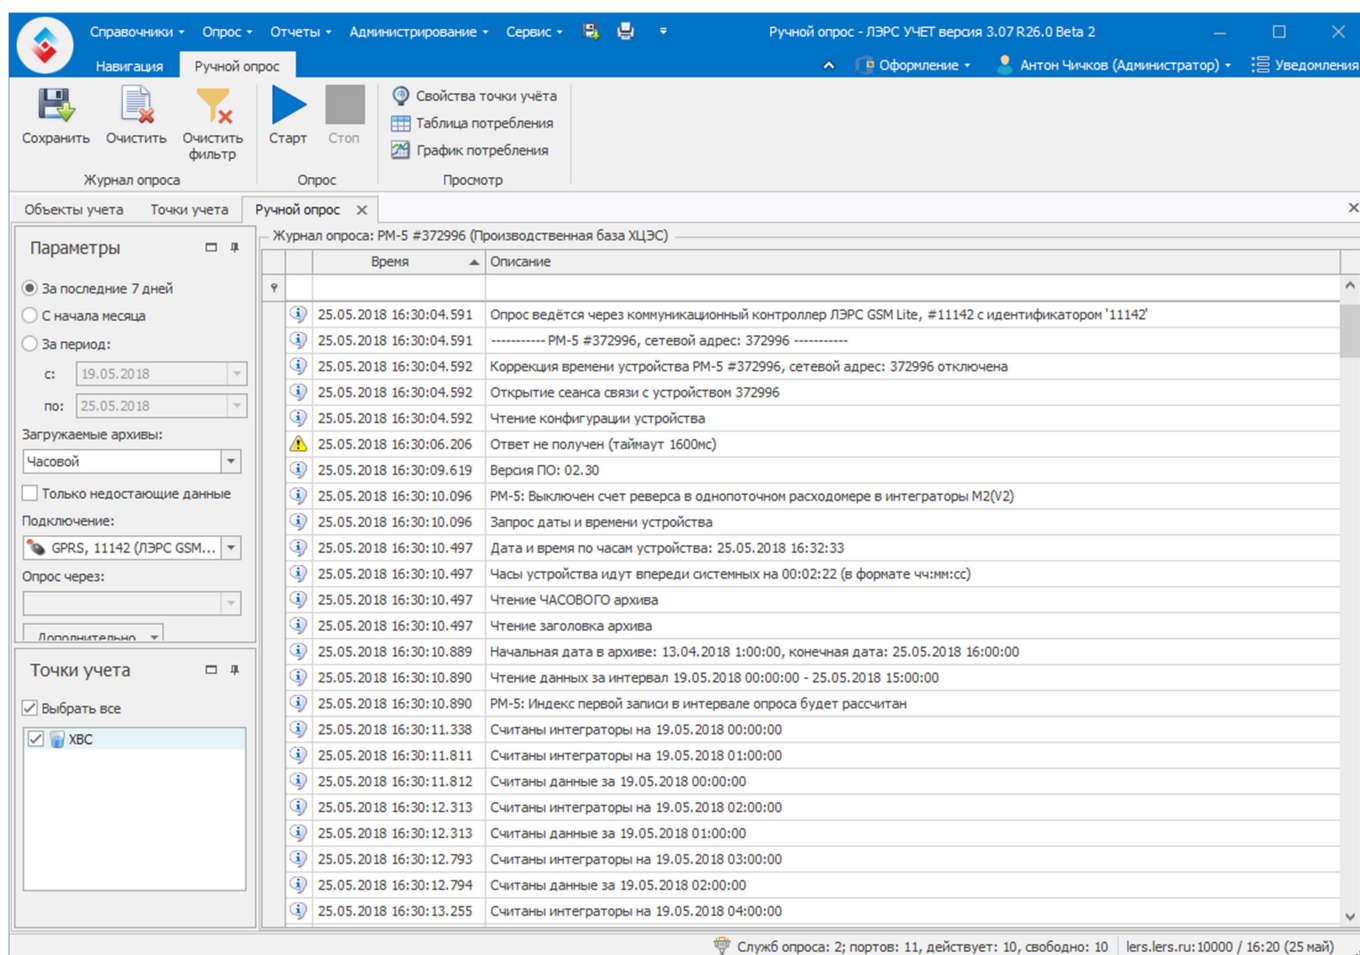 Справочники Опрос Отчеты Администрирование Сервис Ручной опрос - ЛЭРС УЧЕТ версия 3.07 R26.0 Beta 2
Навигация Ручной опрос Оформление Антон Чичков (Администратор) Уведомления
Сохранить Очистить Очистить фильтр
Журнал опроса
Старт Стоп
Опрос
Свойства точки учёта
Таблица потребления
График потребления
Просмотр
Объекты учета Точки учета Ручной опрос
Параметры
За последние 7 дней
С начала месяца
За период:
с: 19.05.2018
по: 25.05.2018
Загружаемые архивы:
Часовой
Только недостающие данные
Подключение:
GPRS, 11142 (ЛЭРС GSM...
Опрос через:
Дополнительно
Точки учета
Выбрать все
ХВС
Журнал опроса: РМ-5 #372996 (Производственная база ХЦЭС)
Время Описание
25.05.2018 16:30:04.591 Опрос ведётся через коммуникационный контроллер ЛЭРС GSM Lite, #11142 с идентификатором '11142'
25.05.2018 16:30:04.591 ----------- РМ-5 #372996, сетевой адрес: 372996 -----------
25.05.2018 16:30:04.592 Коррекция времени устройства РМ-5 #372996, сетевой адрес: 372996 отключена
25.05.2018 16:30:04.592 Открытие сеанса связи с устройством 372996
25.05.2018 16:30:04.592 Чтение конфигурации устройства
25.05.2018 16:30:06.206 Ответ не получен (таймаут 1600мс)
25.05.2018 16:30:09.619 Версия ПО: 02.30
25.05.2018 16:30:10.096 РМ-5: Выключен счет реверса в однопоточном расходомере в интеграторы М2(V2)
25.05.2018 16:30:10.096 Запрос даты и времени устройства
25.05.2018 16:30:10.497 Дата и время по часам устройства: 25.05.2018 16:32:33
25.05.2018 16:30:10.497 Часы устройства идут впереди системных на 00:02:22 (в формате чч:мм:сс)
25.05.2018 16:30:10.497 Чтение ЧАСОВОГО архива
25.05.2018 16:30:10.497 Чтение заголовка архива
25.05.2018 16:30:10.889 Начальная дата в архиве: 13.04.2018 1:00:00, конечная дата: 25.05.2018 16:00:00
25.05.2018 16:30:10.890 Чтение данных за интервал 19.05.2018 00:00:00 - 25.05.2018 15:00:00
25.05.2018 16:30:10.890 РМ-5: Индекс первой записи в интервале опроса будет рассчитан
25.05.2018 16:30:11.338 Считаны интеграторы на 19.05.2018 00:00:00
25.05.2018 16:30:11.811 Считаны интеграторы на 19.05.2018 01:00:00
25.05.2018 16:30:11.812 Считаны данные за 19.05.2018 00:00:00
25.05.2018 16:30:12.313 Считаны интеграторы на 19.05.2018 02:00:00
25.05.2018 16:30:12.313 Считаны данные за 19.05.2018 01:00:00
25.05.2018 16:30:12.793 Считаны интеграторы на 19.05.2018 03:00:00
25.05.2018 16:30:12.794 Считаны данные за 19.05.2018 02:00:00
25.05.2018 16:30:13.255 Считаны интеграторы на 19.05.2018 04:00:00
Служб опроса: 2; портов: 11, действует: 10, свободно: 10 lers.lers.ru:10000 / 16:20 (25 май)